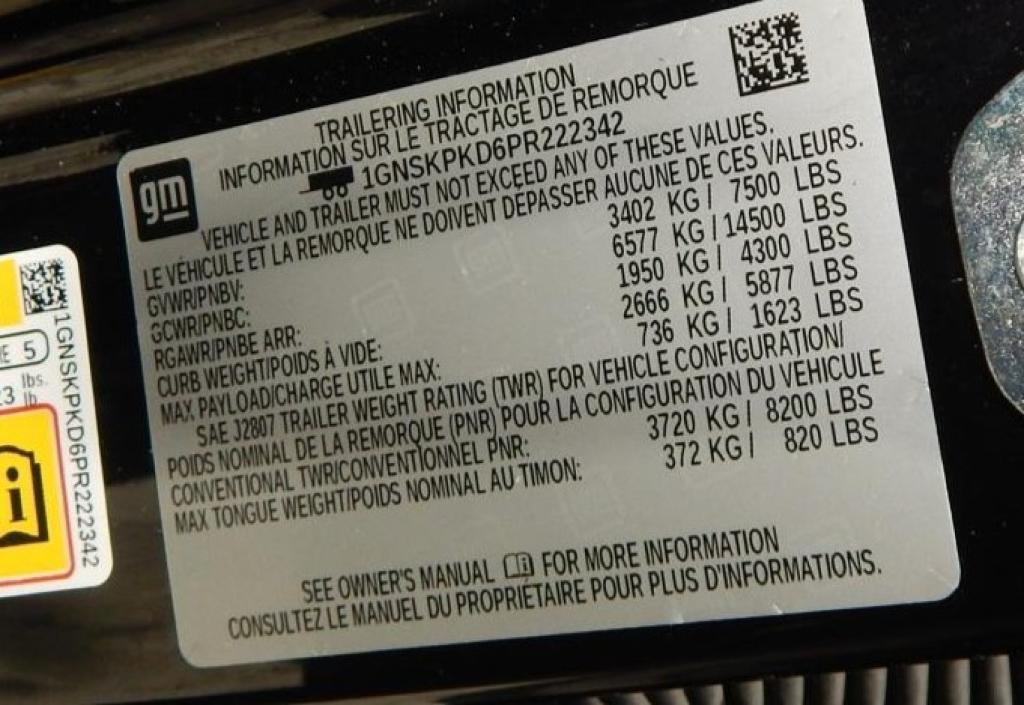 TRAILERING INFORMATION
INFORMATION SUR LE TRACTAGE DE REMORQUE
1GNSKPKD6PR222342
gm
VEHICLE AND TRAILER MUST NOT EXCEED ANY OF THESE VALUES.
LE VÉHICULE ET LA REMORQUE NE DOIVENT DÉPASSER AUCUNE DE CES VALEURS.
GVWR/PNBV: 3402 KG / 7500 LBS
GCWR/PNBC: 6577 KG / 14500 LBS
RGAWR/PNBE ARR: 1950 KG / 4300 LBS
CURB WEIGHT/POIDS À VIDE: 2666 KG / 5877 LBS
MAX PAYLOAD/CHARGE UTILE MAX: 736 KG / 1623 LBS
SAE J2807 TRAILER WEIGHT RATING (TWR) FOR VEHICLE CONFIGURATION/
POIDS NOMINAL DE LA REMORQUE (PNR) POUR LA CONFIGURATION DU VÉHICULE
CONVENTIONAL TWR/CONVENTIONNEL PNR: 3720 KG / 8200 LBS
MAX TONGUE WEIGHT/POIDS NOMINAL AU TIMON: 372 KG / 820 LBS
SEE OWNER'S MANUAL i FOR MORE INFORMATION
CONSULTEZ LE MANUEL DU PROPRIÉTAIRE POUR PLUS D'INFORMATIONS.
5
lbs.
lb
i
1GNSKPKD6PR222342